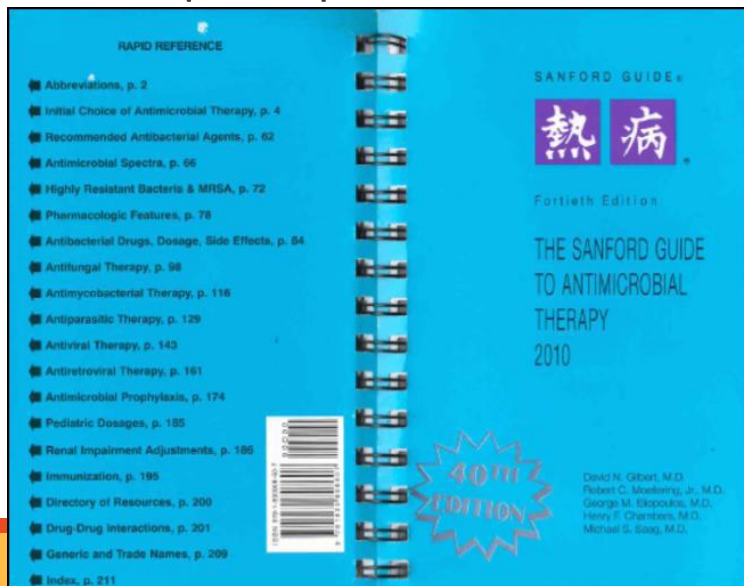 RAPID REFERENCE
Abbreviations, p. 2
Initial Choice of Antimicrobial Therapy, p. 4
Recommended Antibacterial Agents, p. 62
Antimicrobial Spectra, p. 66
Highly Resistant Bacteria & MRSA, p. 72
Pharmacologic Features, p. 78
Antibacterial Drugs, Dosage, Side Effects, p. 84
Antifungal Therapy, p. 98
Antimycobacterial Therapy, p. 116
Antiparasitic Therapy, p. 129
Antiviral Therapy, p. 143
Antiretroviral Therapy, p. 161
Antimicrobial Prophylaxis, p. 174
Pediatric Dosages, p. 185
Renal Impairment Adjustments, p. 186
Immunization, p. 195
Directory of Resources, p. 200
Drug-Drug Interactions, p. 201
Generic and Trade Names, p. 209
Index, p. 211
SANFORD GUIDE®
熱病®
Fortieth Edition
THE SANFORD GUIDE
TO ANTIMICROBIAL
THERAPY
2010
40TH
EDITION
David N. Gilbert, M.D.
Robert C. Moellering, Jr., M.D.
George M. Eliopoulos, M.D.
Henry F. Chambers, M.D.
Michael S. Saag, M.D.